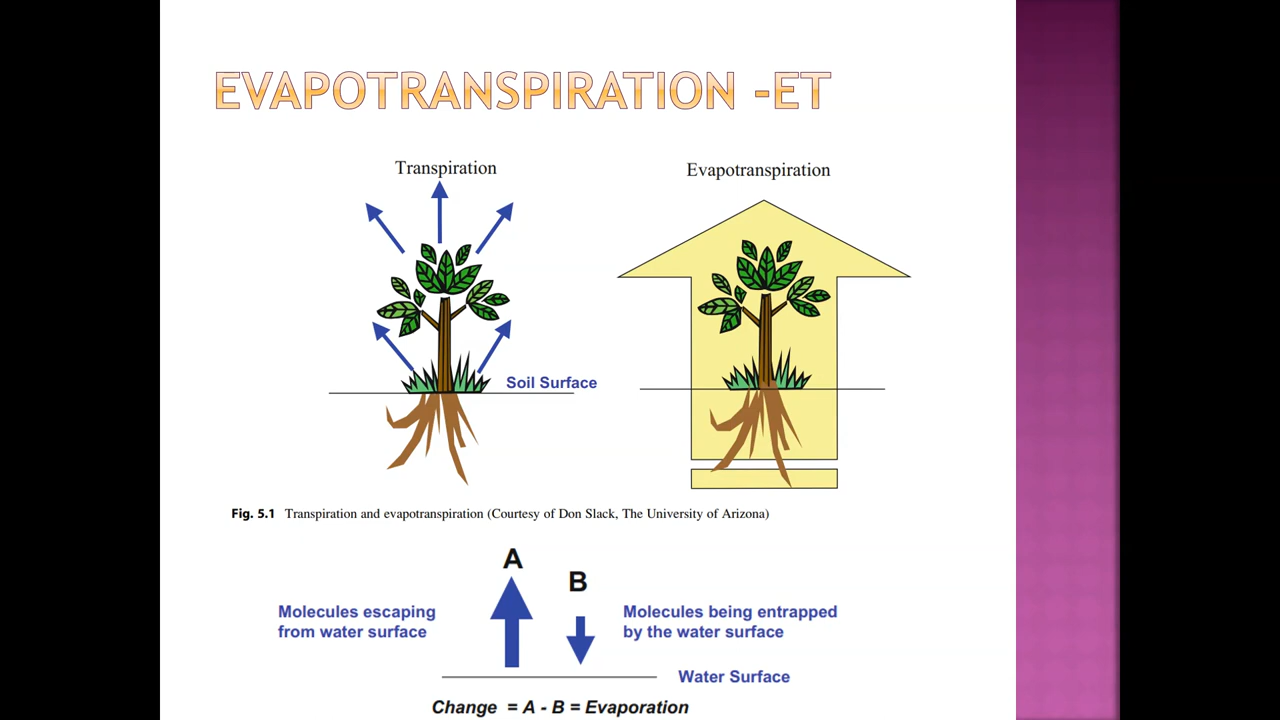 EVAPOTRANSPIRATION -ET
Transpiration
Evapotranspiration
Soil Surface
Fig. 5.1 Transpiration and evapotranspiration (Courtesy of Don Slack, The University of Arizona)
A
B
Molecules escaping
from water surface
Molecules being entrapped
by the water surface
Water Surface
Change = A - B = Evaporation